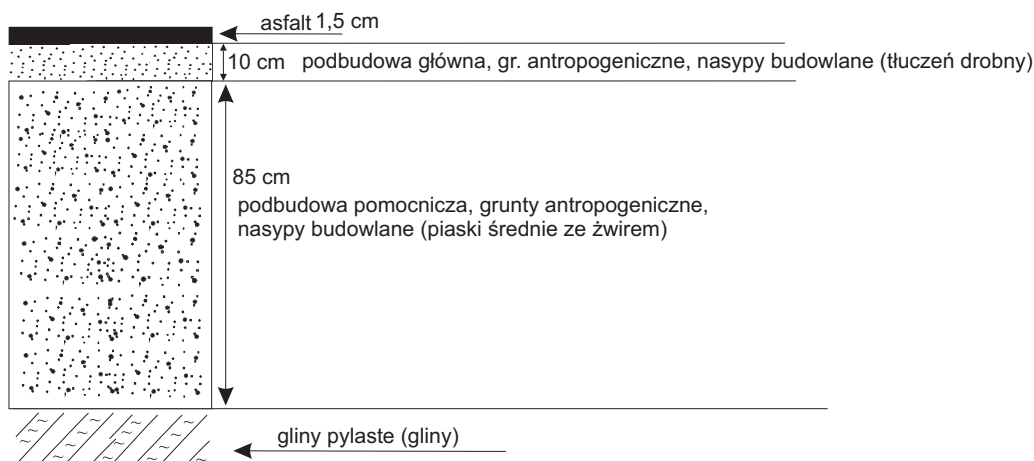 asfalt 1,5 cm
10 cm podbudowa główna, gr. antropogeniczne, nasypy budowlane (tłuczeń drobny)
85 cm
podbudowa pomocnicza, grunty antropogeniczne,
nasypy budowlane (piaski średnie ze żwirem)
gliny pylaste (gliny)